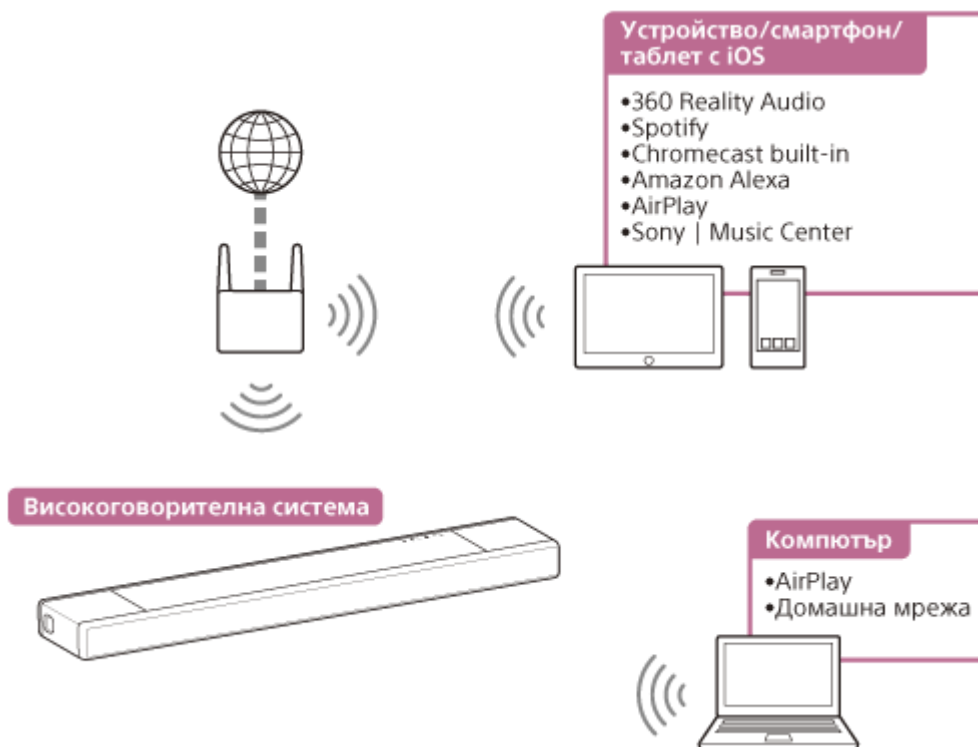 Устройство/смартфон/
таблет с iOS
•360 Reality Audio
•Spotify
•Chromecast built-in
•Amazon Alexa
•AirPlay
•Sony | Music Center
Високоговорителна система
Компютър
•AirPlay
•Домашна мрежа